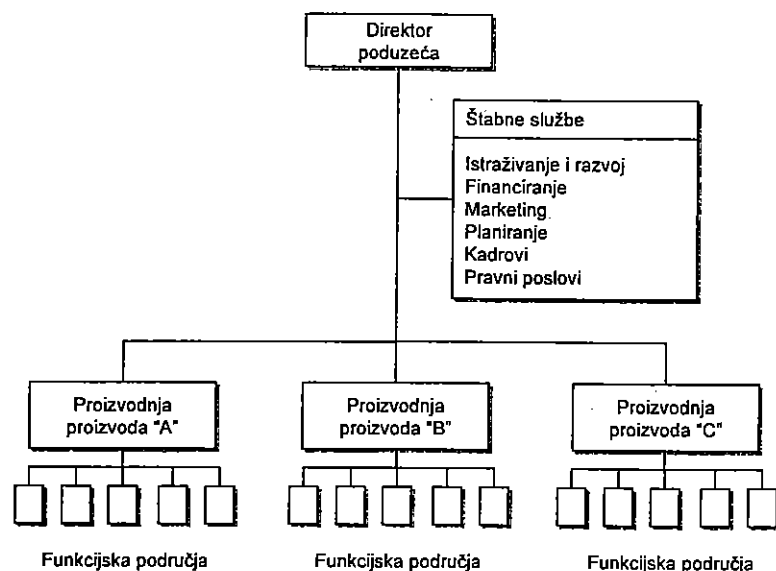 Direktor
poduzeća
Štabne službe
Istraživanje i razvoj
Financiranje
Marketing
Planiranje
Kadrovi
Pravni poslovi
Proizvodnja
proizvoda "A"
Proizvodnja
proizvoda "B"
Proizvodnja
proizvoda "C"
Funkcijska područja
Funkcijska područja
Funkcijska područja